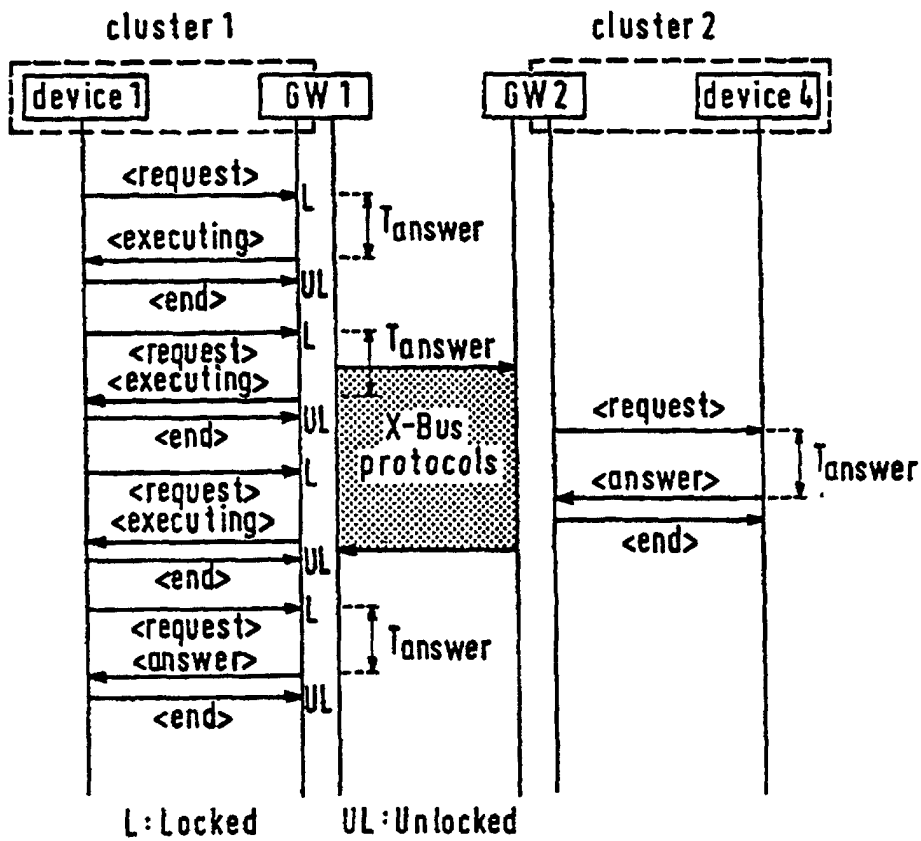 cluster 1
cluster 2
device 1
GW 1
GW 2
device 4
<request>
L
Tanswer
<executing>
UL
<end>
L
Tanswer
<request>
<executing>
UL
<end>
X-Bus
protocols
<request>
Tanswer
<answer>
<end>
L
<request>
<executing>
UL
<end>
L
<request>
Tanswer
<answer>
UL
<end>
L: Locked
UL: Unlocked